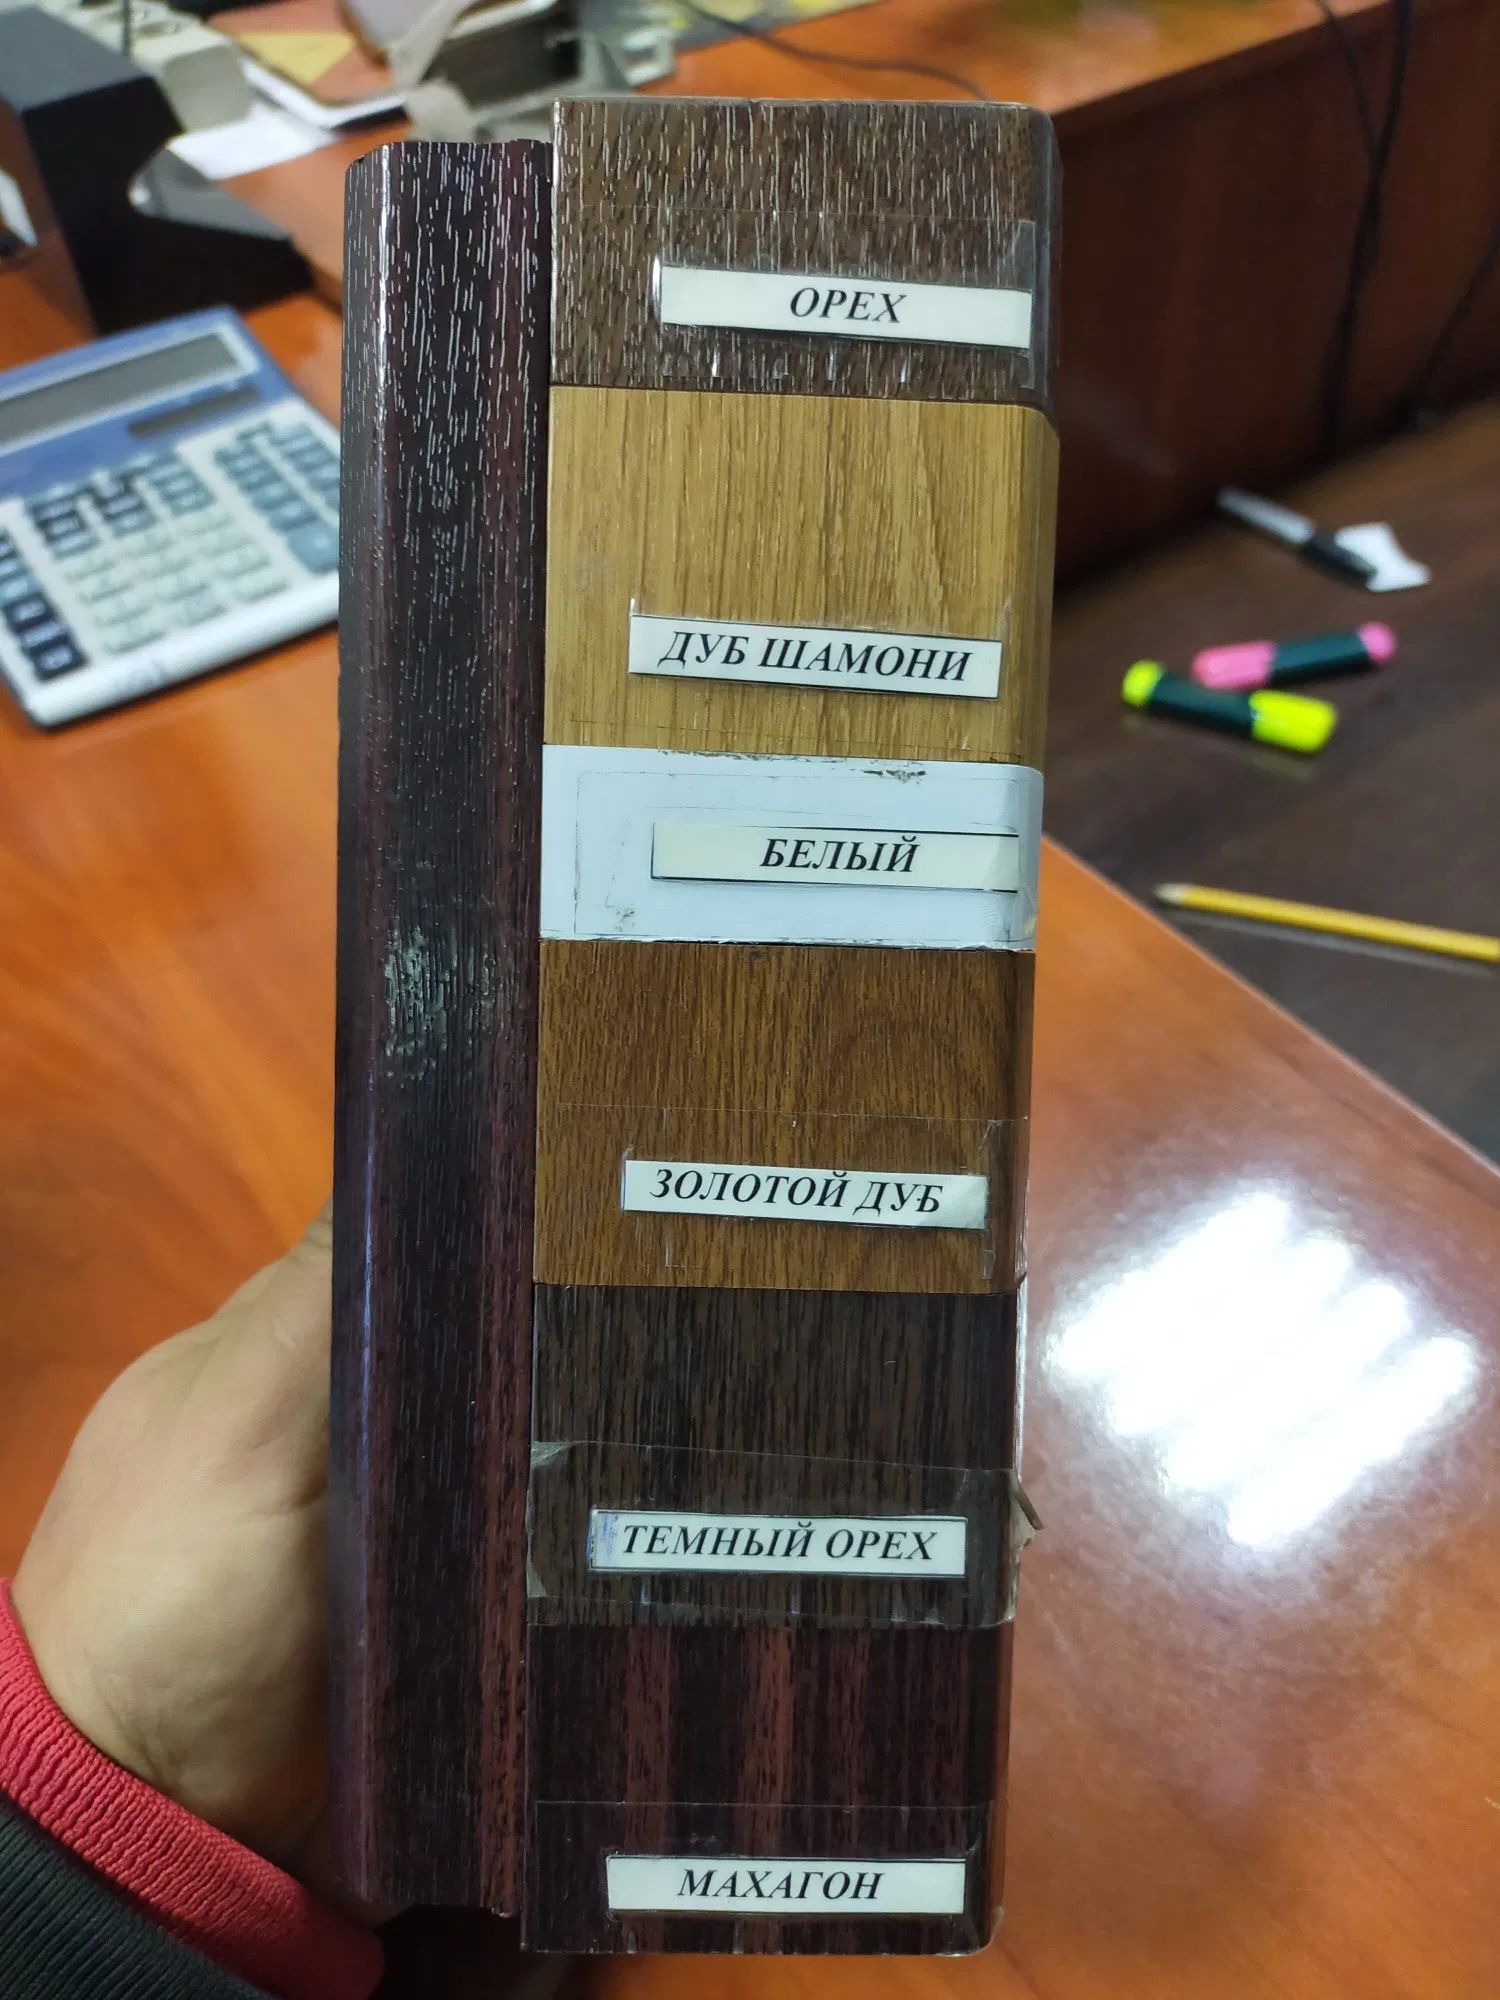 ОРЕХ
ДУБ ШАМОНИ
БЕЛЫЙ
ЗОЛОТОЙ ДУБ
ТЕМНЫЙ ОРЕХ
МАХАГОН